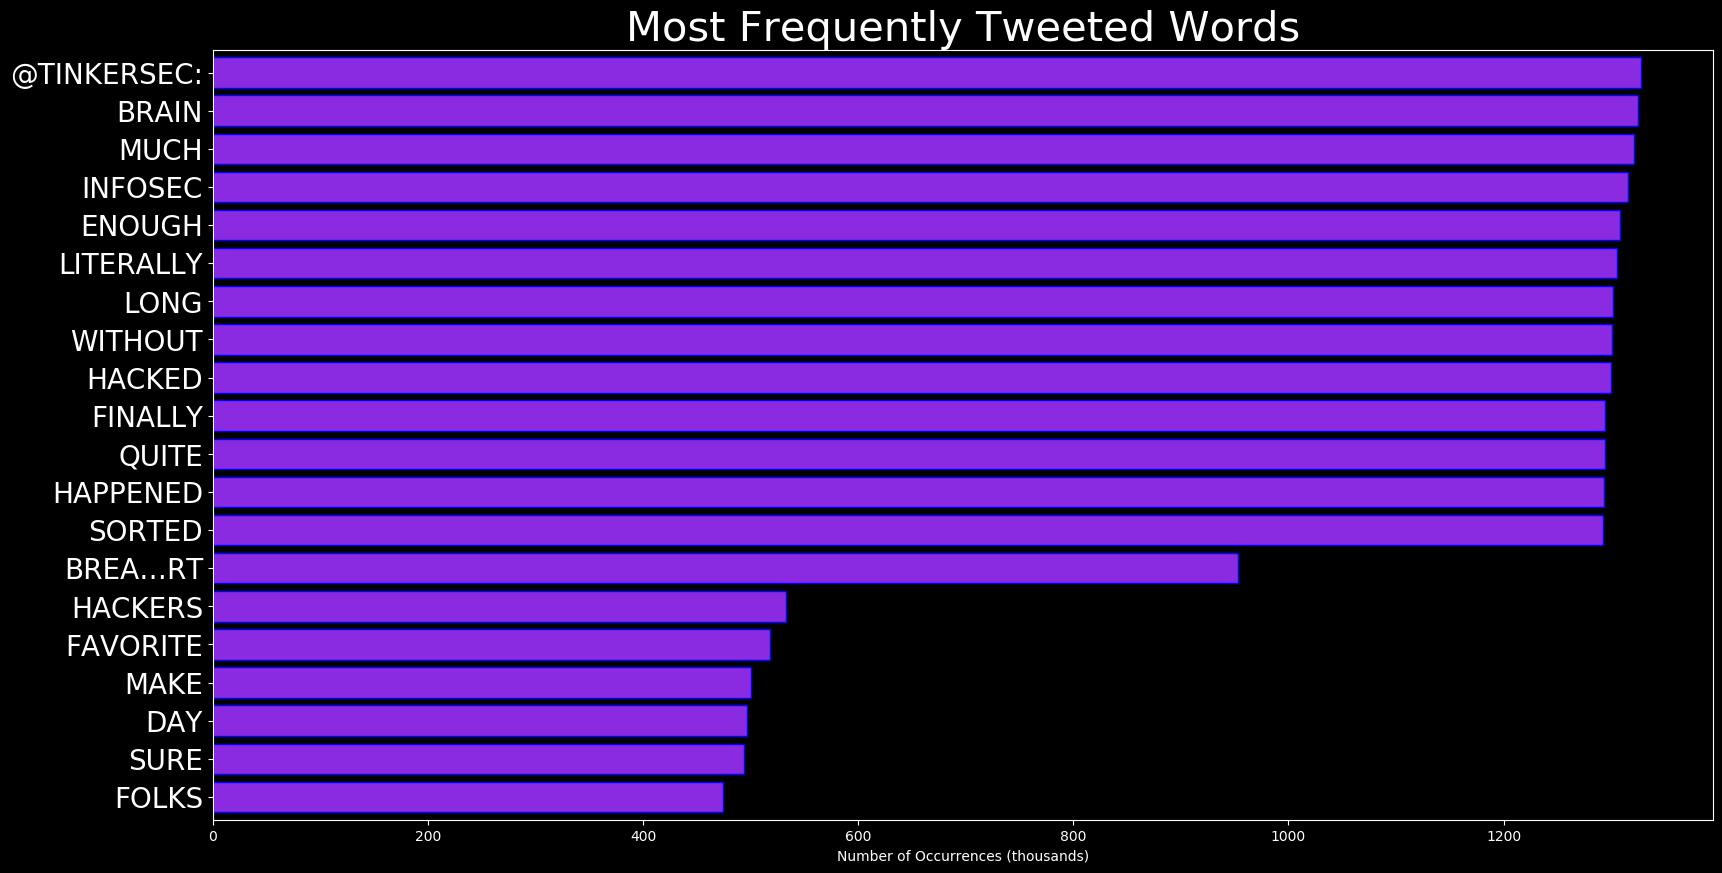 Most Frequently Tweeted Words
@TINKERSEC:
BRAIN
MUCH
INFOSEC
ENOUGH
LITERALLY
LONG
WITHOUT
HACKED
FINALLY
QUITE
HAPPENED
SORTED
BREA…RT
HACKERS
FAVORITE
MAKE
DAY
SURE
FOLKS
0 200 400 600 800 1000 1200
Number of Occurrences (thousands)